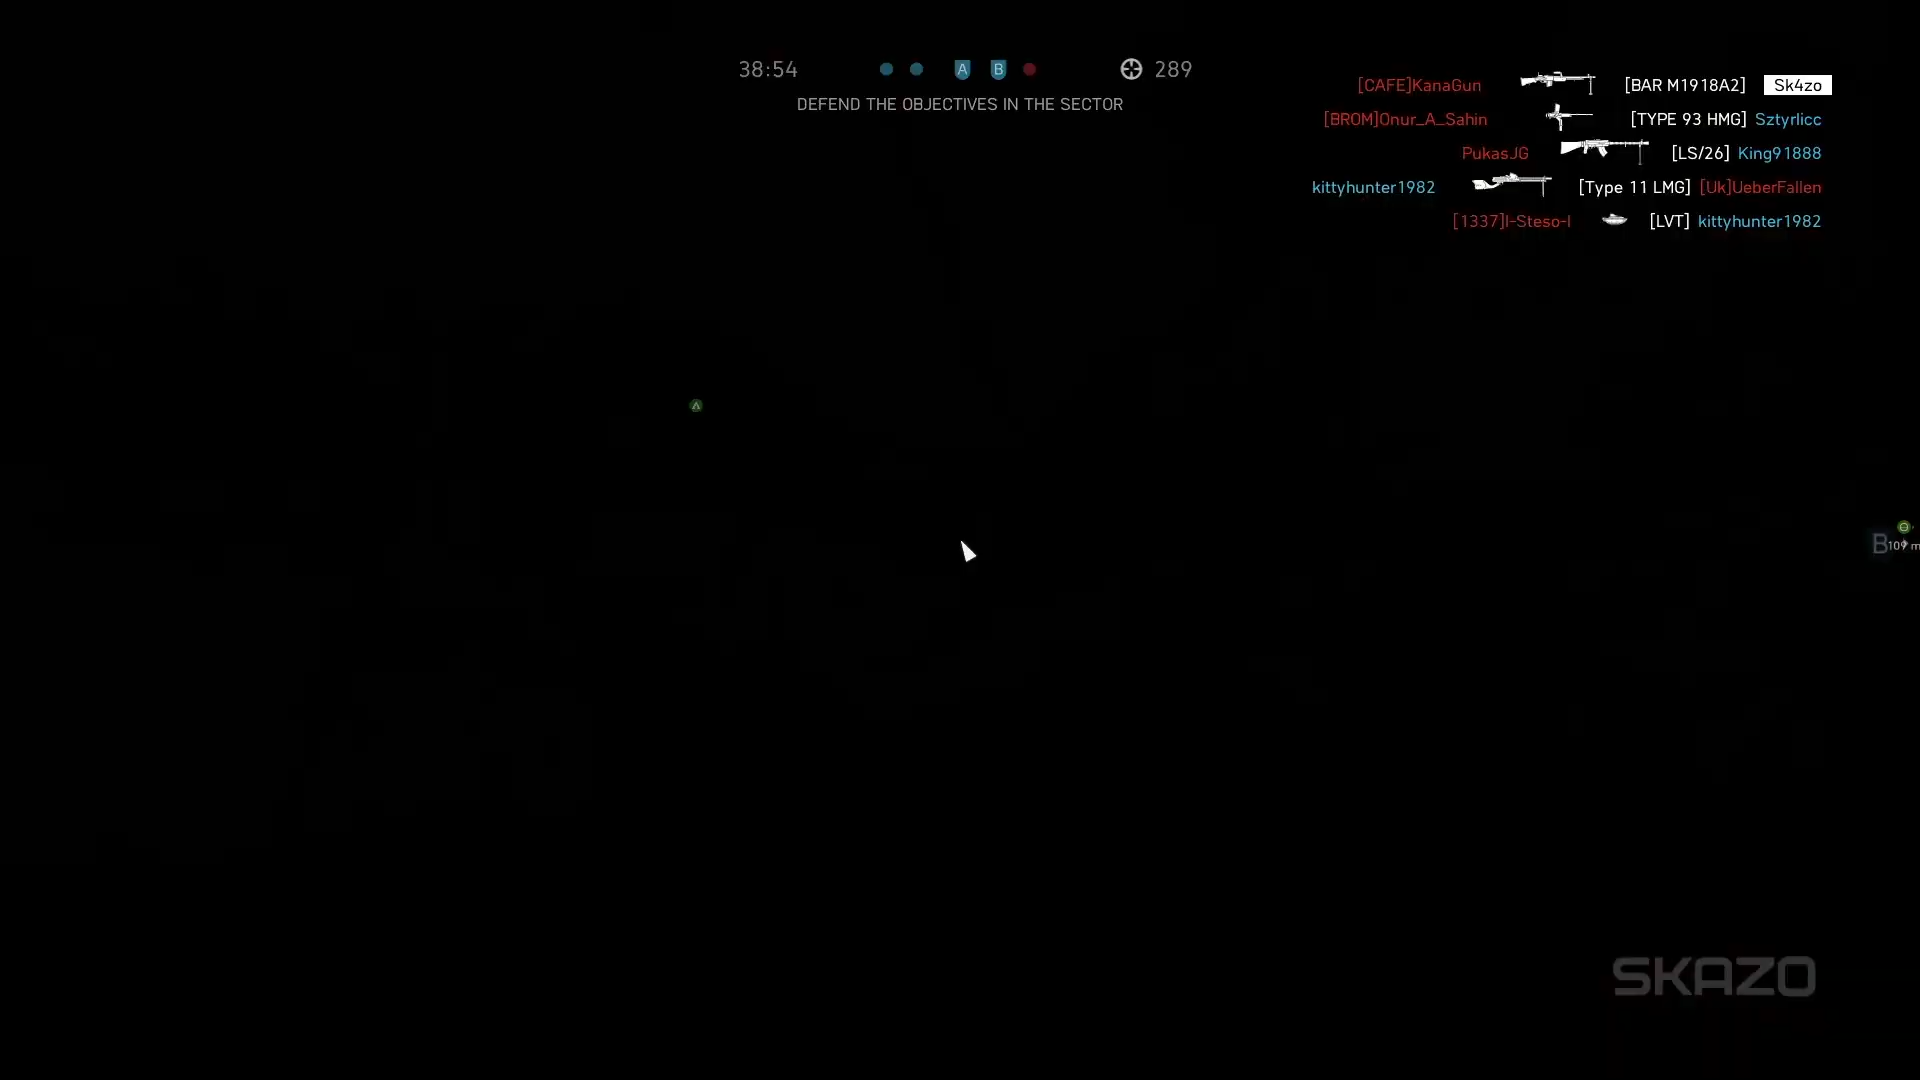 38:54 A B 289
DEFEND THE OBJECTIVES IN THE SECTOR
[CAFE]KanaGun [BAR M1918A2] Sk4zo
[BROM]Onur_A_Sahin [TYPE 93 HMG] Sztyrlicc
PukasJG [LS/26] King91888
kittyhunter1982 [Type 11 LMG] [Uk]UeberFallen
[1337]I-Steso-I [LVT] kittyhunter1982
A
B 109 m
SKAZO